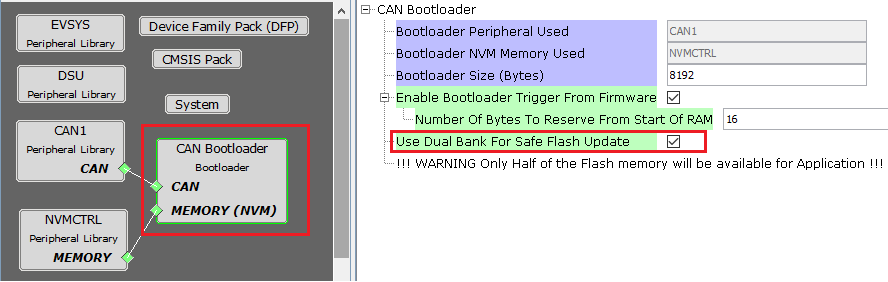 EVSYS
Peripheral Library
Device Family Pack (DFP)
CMSIS Pack
DSU
Peripheral Library
System
CAN1
Peripheral Library
CAN
CAN Bootloader
Bootloader
CAN
MEMORY (NVM)
NVMCTRL
Peripheral Library
MEMORY
CAN Bootloader
Bootloader Peripheral Used CAN1
Bootloader NVM Memory Used NVMCTRL
Bootloader Size (Bytes) 8192
Enable Bootloader Trigger From Firmware
Number Of Bytes To Reserve From Start Of RAM 16
Use Dual Bank For Safe Flash Update
!!! WARNING Only Half of the Flash memory will be available for Application !!!